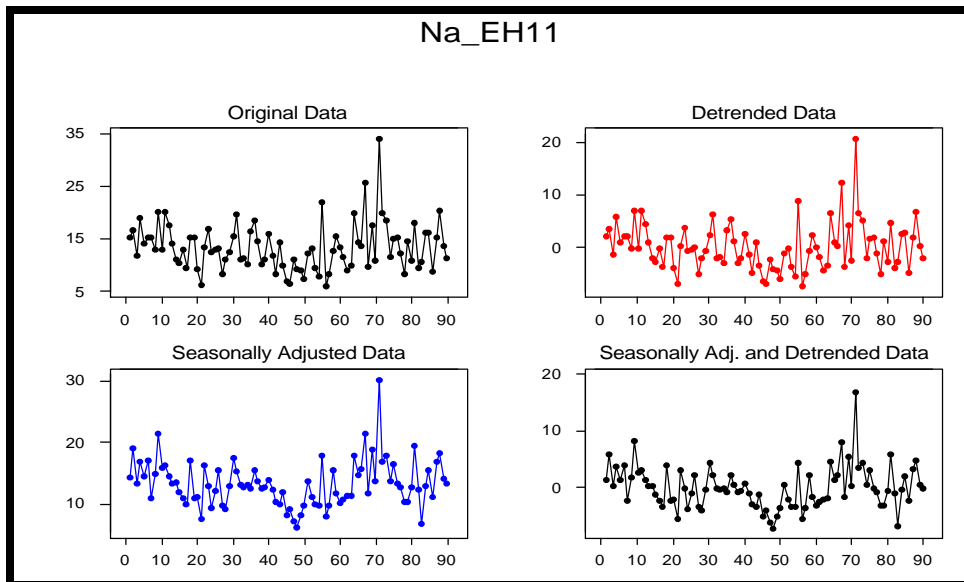 Na_EH11
Original Data
35
25
15
5
0 10 20 30 40 50 60 70 80 90
Detrended Data
20
10
0
0 10 20 30 40 50 60 70 80 90
Seasonally Adjusted Data
30
20
10
0 10 20 30 40 50 60 70 80 90
Seasonally Adj. and Detrended Data
20
10
0
0 10 20 30 40 50 60 70 80 90